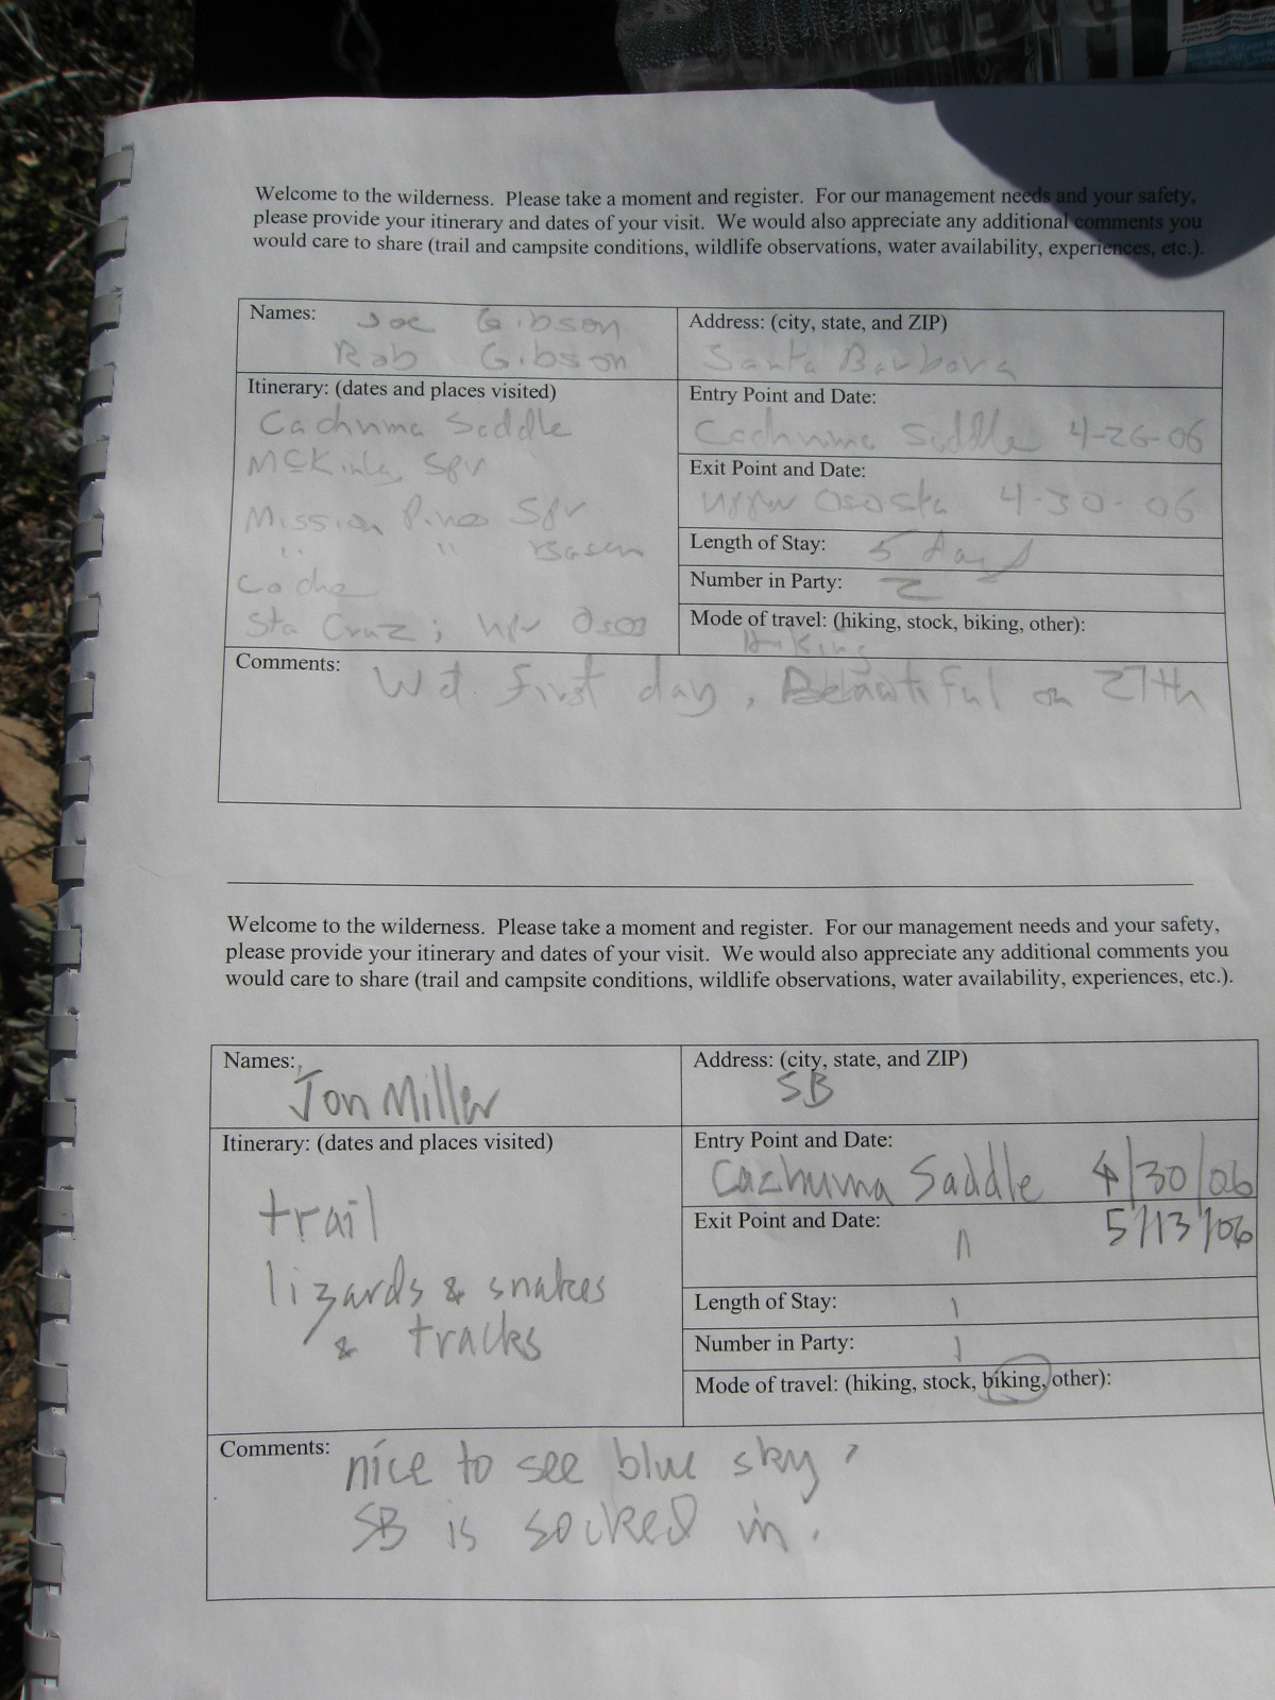 Welcome to the wilderness. Please take a moment and register. For our management needs and your safety,
please provide your itinerary and dates of your visit. We would also appreciate any additional comments you
would care to share (trail and campsite conditions, wildlife observations, water availability, experiences, etc.).
Names: Joe Gibson
Rob Gibson
Address: (city, state, and ZIP)
Santa Barbara
Itinerary: (dates and places visited)
Cachuma Saddle
McKinley Spr
Mission Pines Spr
" " Basen
Sta Cruz; Upr Osos
Entry Point and Date:
Cachuma Saddle 4-26-06
Exit Point and Date:
4-30-06
Length of Stay: 5 days
Number in Party: 2
Mode of travel: (hiking, stock, biking, other):
Hiking
Comments: Wet first day, Beautiful on 27th
Welcome to the wilderness. Please take a moment and register. For our management needs and your safety,
please provide your itinerary and dates of your visit. We would also appreciate any additional comments you
would care to share (trail and campsite conditions, wildlife observations, water availability, experiences, etc.).
Names: Jon Miller
Address: (city, state, and ZIP)
SB
Itinerary: (dates and places visited)
trail
lizards & snakes
& tracks
Entry Point and Date:
Cachuma Saddle 4/30/06
Exit Point and Date: 5/13/06
"
Length of Stay: 1
Number in Party: 1
Mode of travel: (hiking, stock, biking, other):
Comments: nice to see blue sky,
SB is socked in.